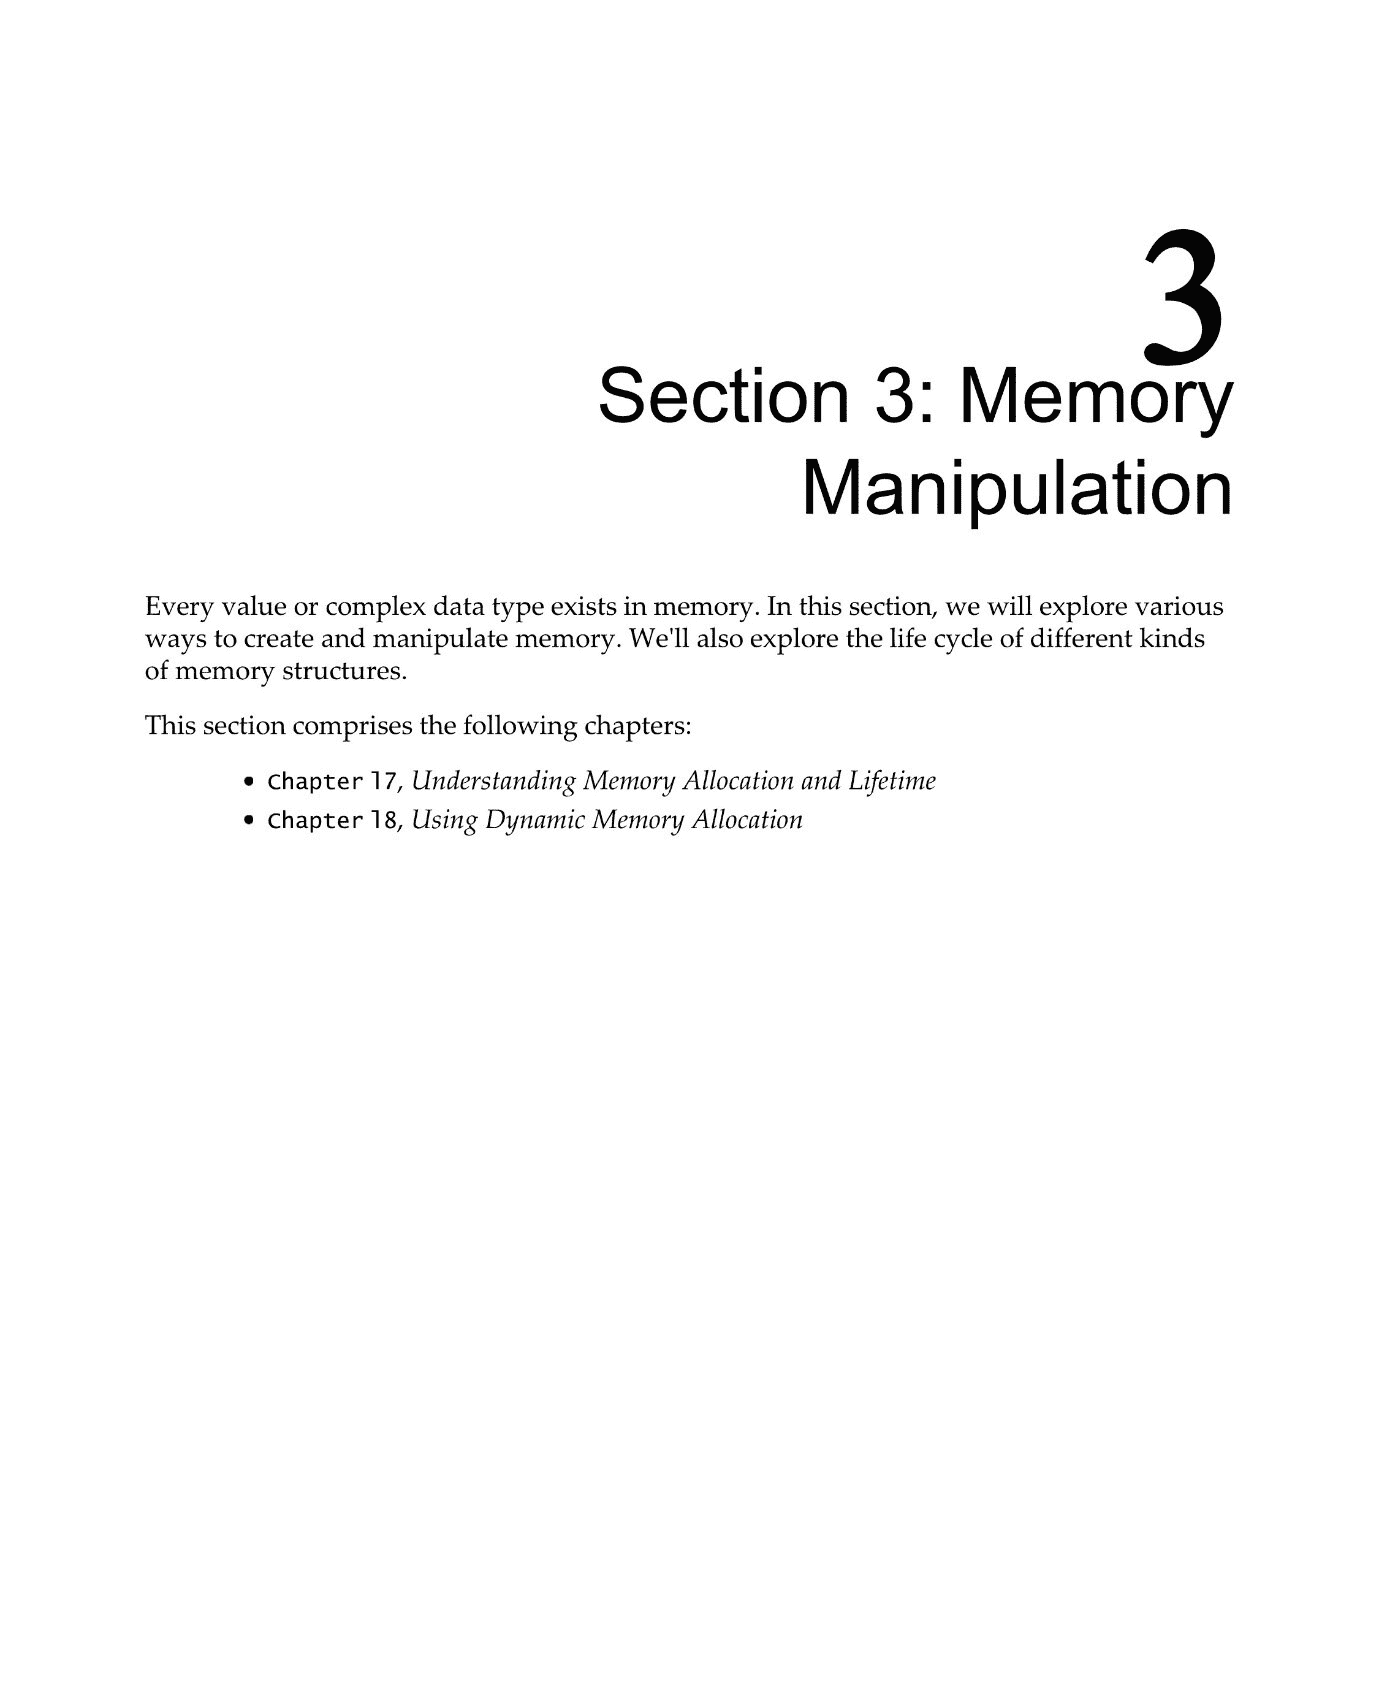 3
Section 3: Memory
Manipulation
Every value or complex data type exists in memory. In this section, we will explore various
ways to create and manipulate memory. We'll also explore the life cycle of different kinds
of memory structures.
This section comprises the following chapters:
• Chapter 17, Understanding Memory Allocation and Lifetime
• Chapter 18, Using Dynamic Memory Allocation